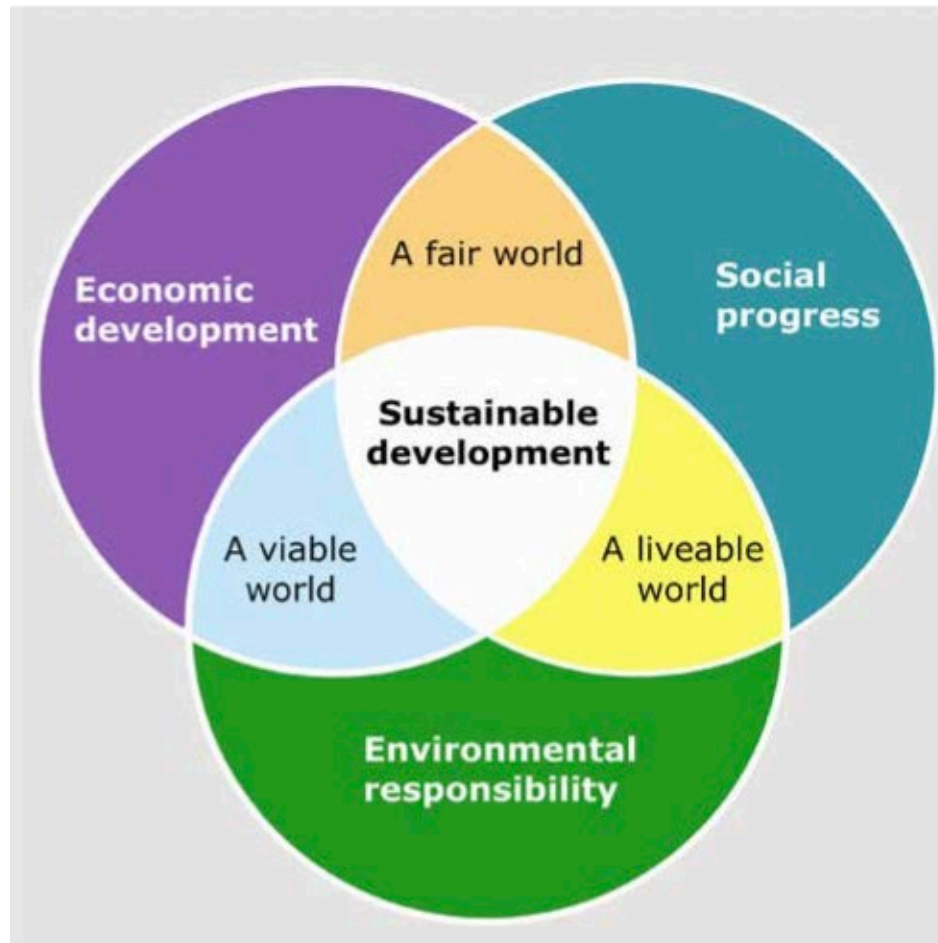 A fair world
Economic
development
Social
progress
Sustainable
development
A viable
world
A liveable
world
Environmental
responsibility